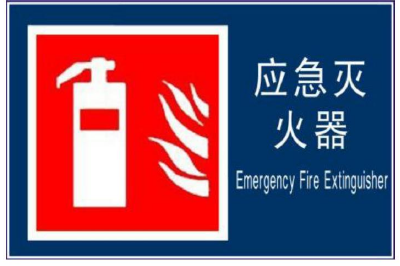 应急灭
火器
Emergency Fire Extinguisher